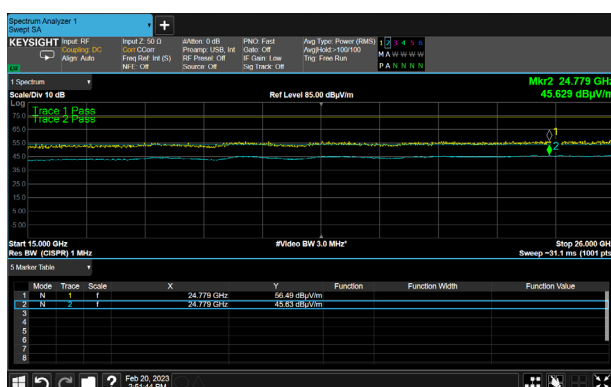 Spectrum Analyzer 1
Swept SA
KEYSIGHT Input: RF Input Z: 50 Ω #Atten: 0 dB PNO: Fast Avg Type: Power (RMS) 1 2 3 4 5 6
Coupling: DC Corr CCorr Preamp: USB, Int Gate: Off Avg|Hold:>100/100 M A W W W W
Align: Auto Freq Ref: Int (S) RF Presel: Off IF Gain: Low Trig: Free Run
NFE: Off Source: Off Sig Track: Off P A N N N N
1 Spectrum Mkr2 24.779 GHz
Scale/Div 10 dB Ref Level 85.00 dBµV/m 45.629 dBµV/m
Log
Trace 1 Pass
75.0
Trace 2 Pass
65.0
1
55.0
2
45.0
35.0
25.0
15.0
5.00
-5.00
Start 15.000 GHz #Video BW 3.0 MHz* Stop 26.000 GHz
Res BW (CISPR) 1 MHz Sweep ~31.1 ms (1001 pts)
5 Marker Table
Mode Trace Scale X Y Function Function Width Function Value
1 N 1 f 24.779 GHz 56.49 dBµV/m
2 N 2 f 24.779 GHz 45.63 dBµV/m
3
4
5
6
7
8
? Feb 20, 2023
2:51:44 PM